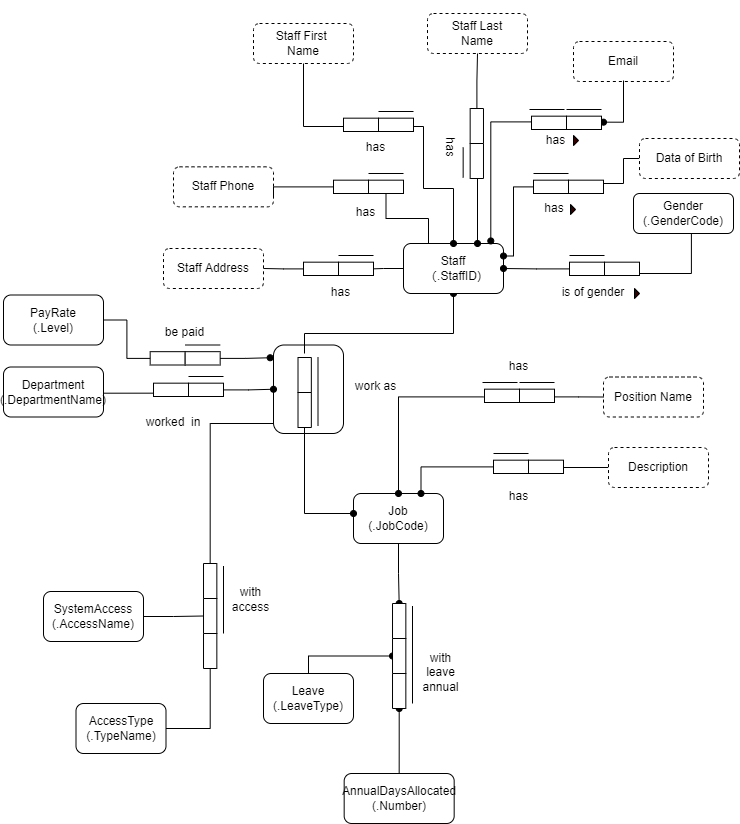 Staff First
Name
Staff Last
Name
Email
has
has
has
Data of Birth
Staff Phone
has
has
Gender
(.GenderCode)
Staff Address
has
Staff
(.StaffID)
is of gender
PayRate
(.Level)
be paid
Department
(.DepartmentName)
worked in
work as
has
Position Name
Description
has
Job
(.JobCode)
SystemAccess
(.AccessName)
with
access
AccessType
(.TypeName)
Leave
(.LeaveType)
with
leave
annual
AnnualDaysAllocated
(.Number)